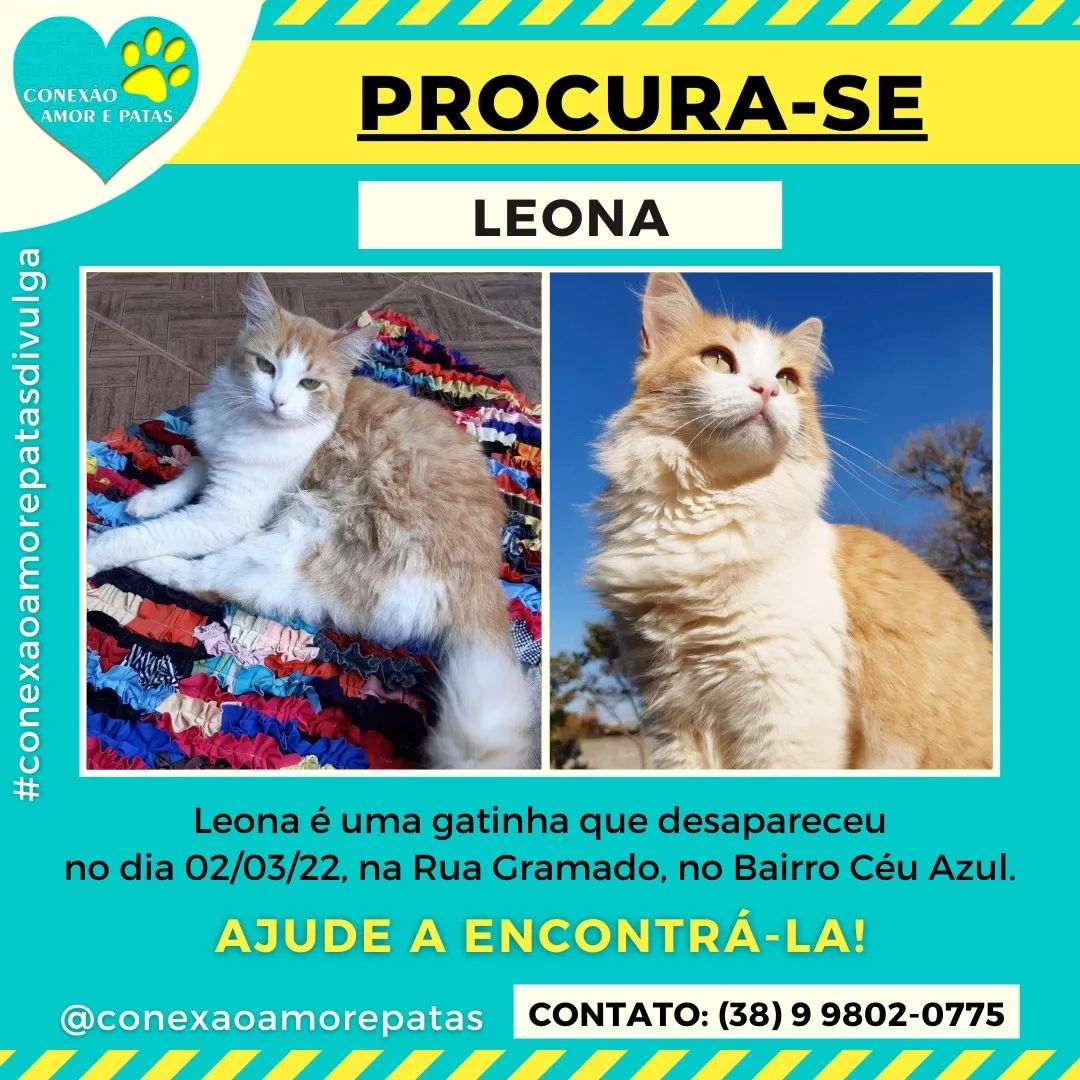 CONEXÃO
AMOR E PATAS
PROCURA-SE
LEONA
#conexaoamorepatasdivulga
Leona é uma gatinha que desapareceu
no dia 02/03/22, na Rua Gramado, no Bairro Céu Azul.
AJUDE A ENCONTRÁ-LA!
@conexaoamorepatas
CONTATO: (38) 9 9802-0775